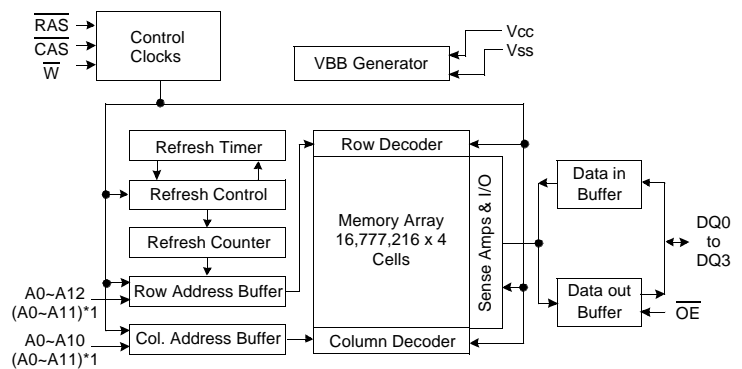 RAS
CAS
W
Control
Clocks
VBB Generator
Vcc
Vss
Refresh Timer
Refresh Control
Refresh Counter
Row Address Buffer
Col. Address Buffer
A0~A12
(A0~A11)*1
A0~A10
(A0~A11)*1
Row Decoder
Memory Array
16,777,216 x 4
Cells
Column Decoder
Sense Amps & I/O
Data in
Buffer
Data out
Buffer
DQ0
to
DQ3
OE